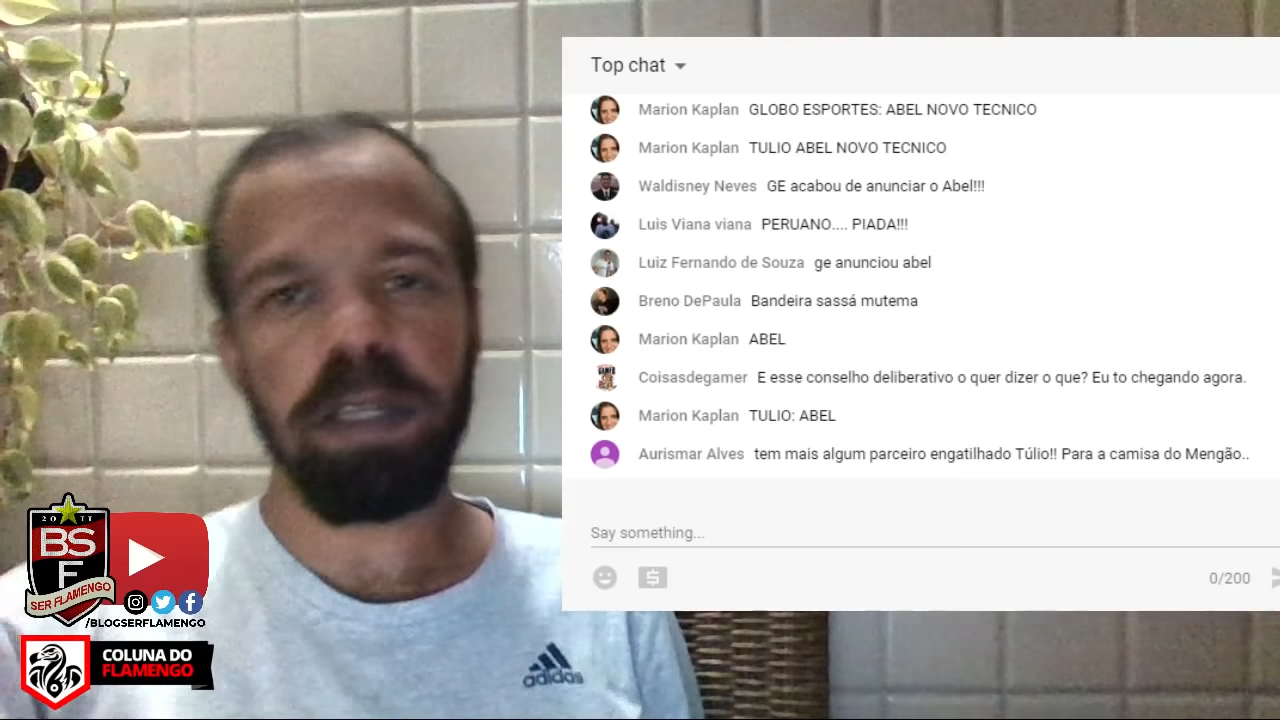 Top chat
Marion Kaplan GLOBO ESPORTES: ABEL NOVO TECNICO
Marion Kaplan TULIO ABEL NOVO TECNICO
Waldisney Neves GE acabou de anunciar o Abel!!!
Luis Viana viana PERUANO.... PIADA!!!
Luiz Fernando de Souza ge anunciou abel
Breno DePaula Bandeira sassá mutema
Marion Kaplan ABEL
Coisasdegamer E esse conselho deliberativo o quer dizer o que? Eu to chegando agora.
Marion Kaplan TULIO: ABEL
Aurismar Alves tem mais algum parceiro engatilhado Túlio!! Para a camisa do Mengão..
Say something...
0/200
20 11
BSF
SER FLAMENGO
/BLOGSERFLAMENGO
COLUNA DO
FLAMENGO
adidas